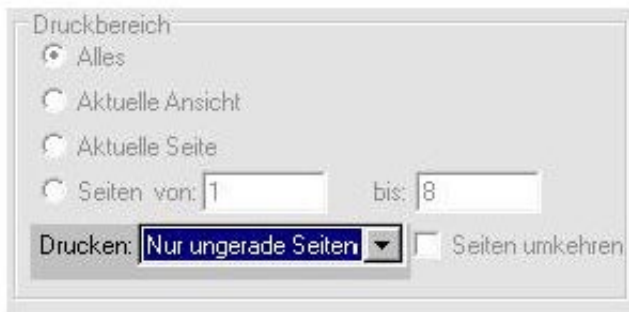 Druckbereich
Alles
Aktuelle Ansicht
Aktuelle Seite
Seiten von: 1 bis: 8
Drucken: Nur ungerade Seiten Seiten umkehren